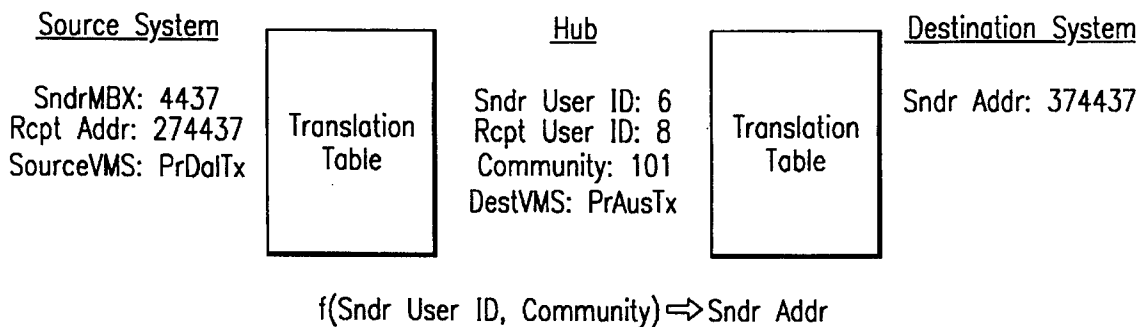 Source System
SndrMBX: 4437
Rcpt Addr: 274437
SourceVMS: PrDalTx
Translation
Table
Hub
Sndr User ID: 6
Rcpt User ID: 8
Community: 101
DestVMS: PrAusTx
Translation
Table
Destination System
Sndr Addr: 374437
f(Sndr User ID, Community)⇨Sndr Addr